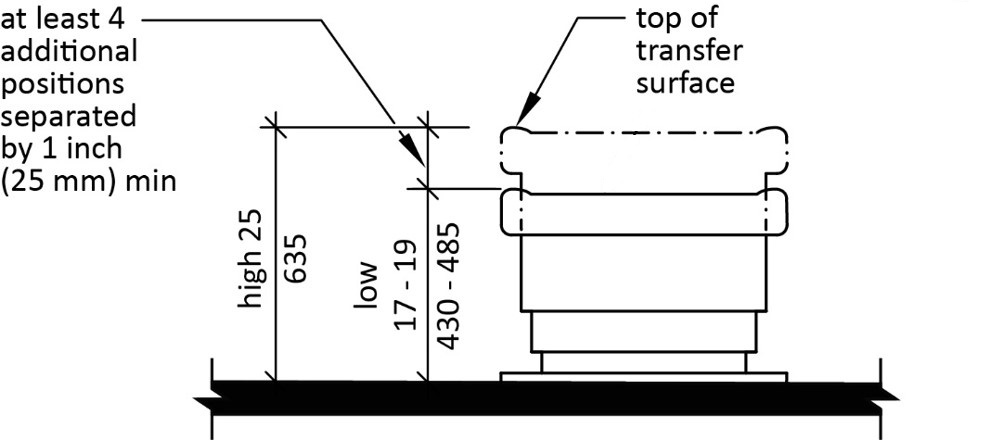 at least 4
additional
positions
separated
by 1 inch
(25 mm) min
top of
transfer
surface
high 25
635
low
17 - 19
430 - 485